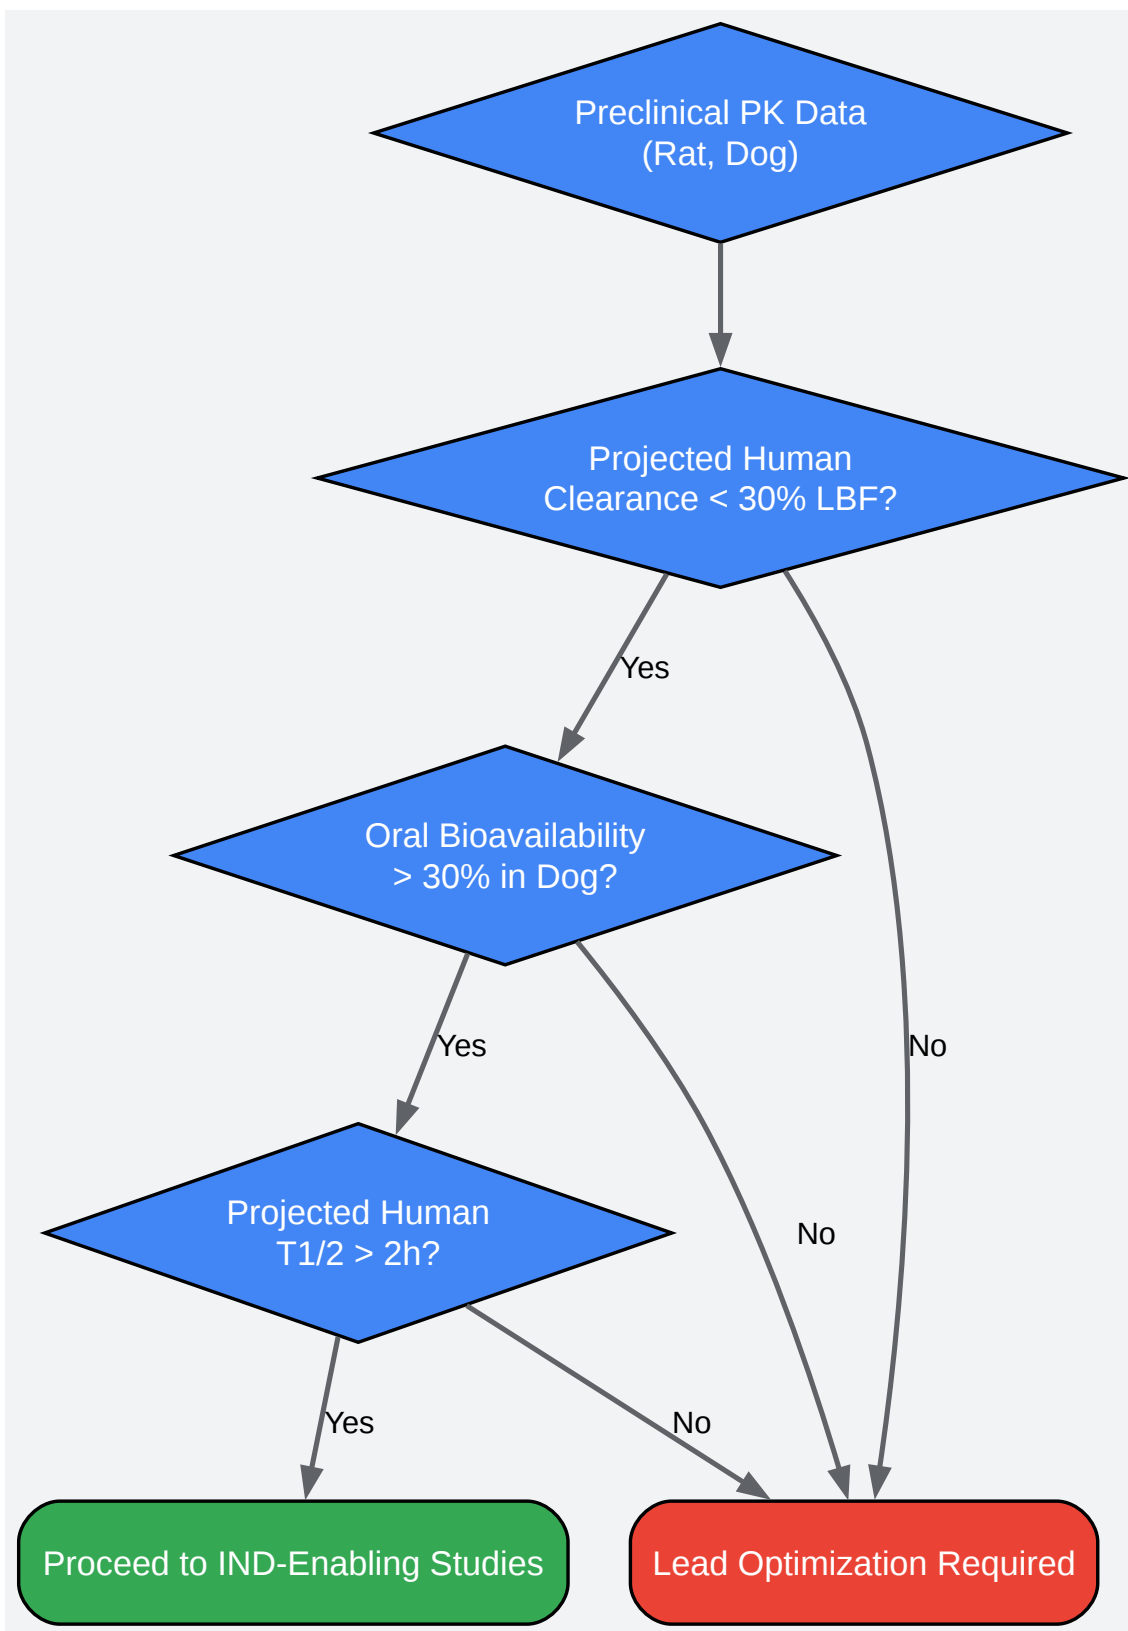 Preclinical PK Data
(Rat, Dog)
Projected Human
Clearance < 30% LBF?
Yes
Oral Bioavailability
> 30% in Dog?
Yes
No
Projected Human
T1/2 > 2h?
No
Yes
No
Proceed to IND-Enabling Studies
Lead Optimization Required